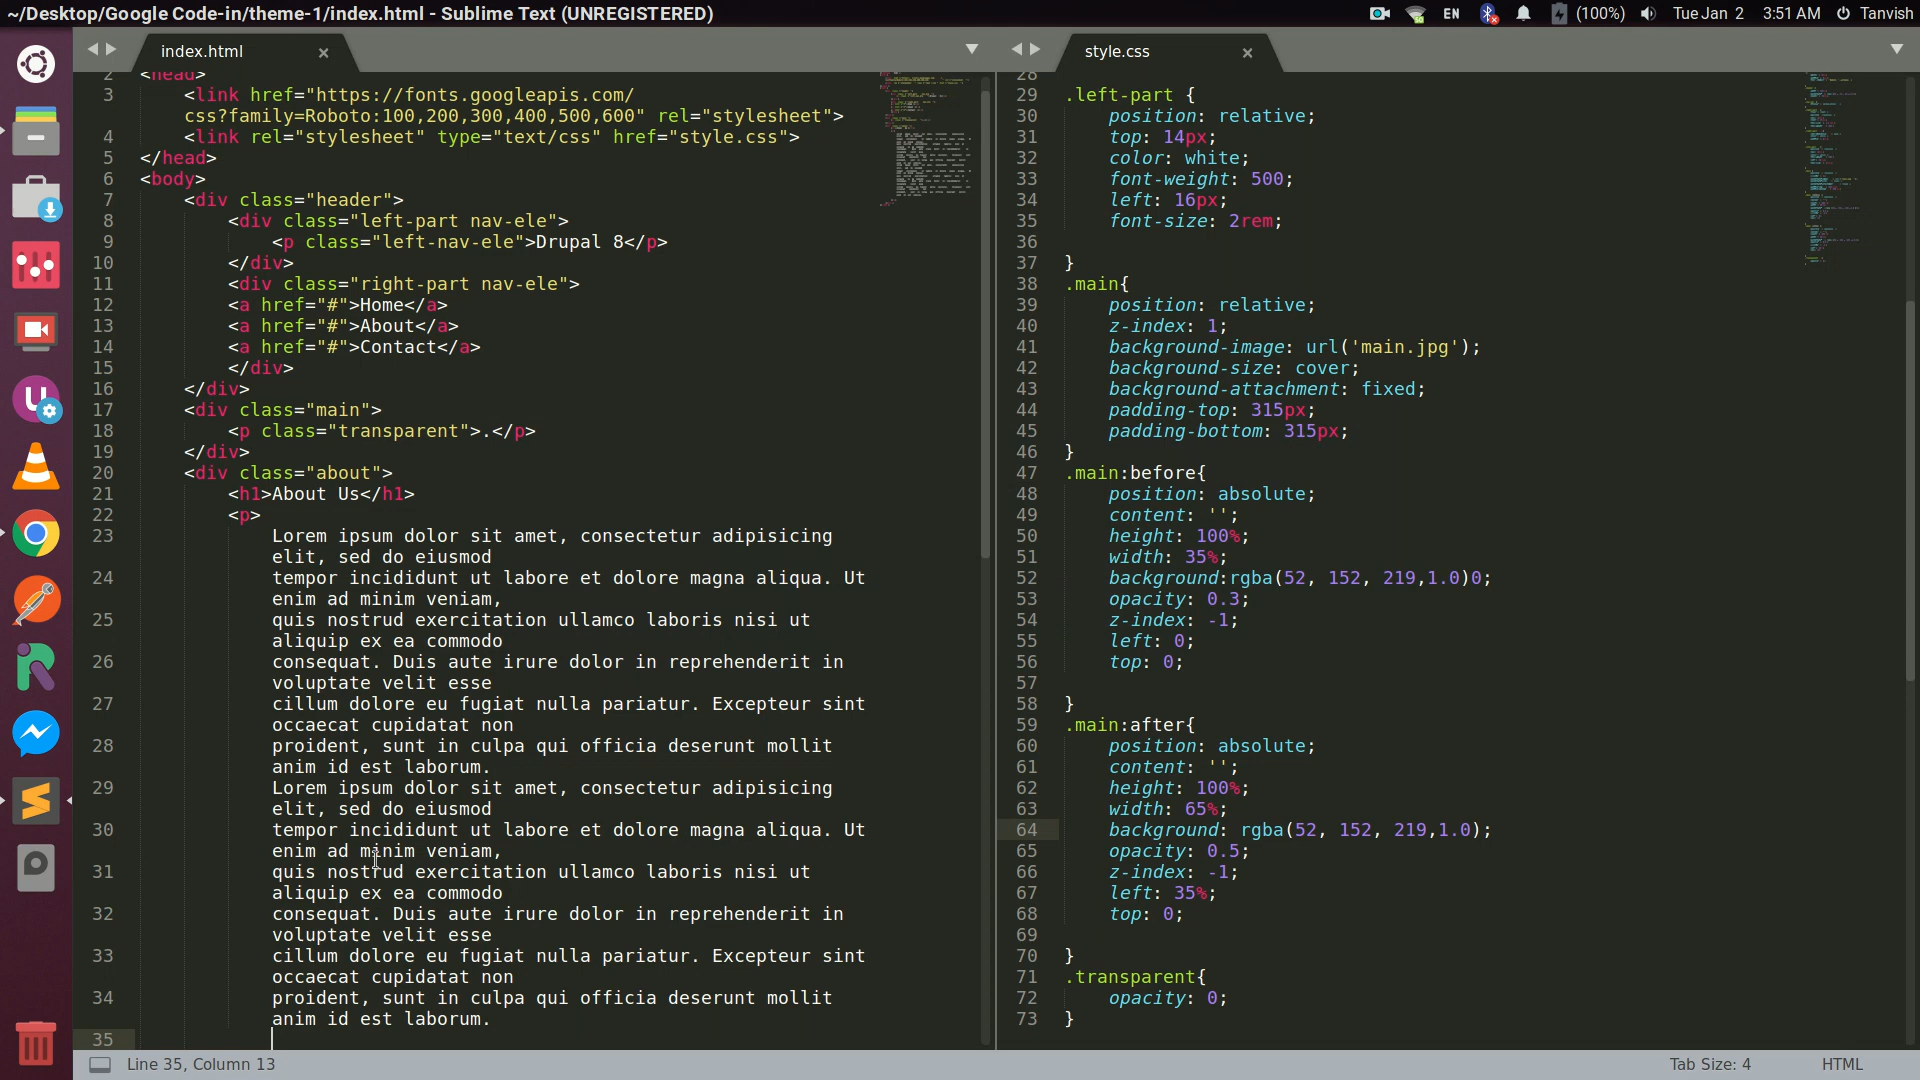 ~/Desktop/Google Code-in/theme-1/index.html - Sublime Text (UNREGISTERED)
EN (100%) Tue Jan 2 3:51 AM Tanvish
index.html ×
2 <head>
3 <link href="https://fonts.googleapis.com/
css?family=Roboto:100,200,300,400,500,600" rel="stylesheet">
4 <link rel="stylesheet" type="text/css" href="style.css">
5 </head>
6 <body>
7 <div class="header">
8 <div class="left-part nav-ele">
9 <p class="left-nav-ele">Drupal 8</p>
10 </div>
11 <div class="right-part nav-ele">
12 <a href="#">Home</a>
13 <a href="#">About</a>
14 <a href="#">Contact</a>
15 </div>
16 </div>
17 <div class="main">
18 <p class="transparent">.</p>
19 </div>
20 <div class="about">
21 <h1>About Us</h1>
22 <p>
23 Lorem ipsum dolor sit amet, consectetur adipisicing
elit, sed do eiusmod
24 tempor incididunt ut labore et dolore magna aliqua. Ut
enim ad minim veniam,
25 quis nostrud exercitation ullamco laboris nisi ut
aliquip ex ea commodo
26 consequat. Duis aute irure dolor in reprehenderit in
voluptate velit esse
27 cillum dolore eu fugiat nulla pariatur. Excepteur sint
occaecat cupidatat non
28 proident, sunt in culpa qui officia deserunt mollit
anim id est laborum.
29 Lorem ipsum dolor sit amet, consectetur adipisicing
elit, sed do eiusmod
30 tempor incididunt ut labore et dolore magna aliqua. Ut
enim ad minim veniam,
31 quis nostrud exercitation ullamco laboris nisi ut
aliquip ex ea commodo
32 consequat. Duis aute irure dolor in reprehenderit in
voluptate velit esse
33 cillum dolore eu fugiat nulla pariatur. Excepteur sint
occaecat cupidatat non
34 proident, sunt in culpa qui officia deserunt mollit
anim id est laborum.
35
style.css ×
28
29 .left-part {
30 position: relative;
31 top: 14px;
32 color: white;
33 font-weight: 500;
34 left: 16px;
35 font-size: 2rem;
36
37 }
38 .main{
39 position: relative;
40 z-index: 1;
41 background-image: url('main.jpg');
42 background-size: cover;
43 background-attachment: fixed;
44 padding-top: 315px;
45 padding-bottom: 315px;
46 }
47 .main:before{
48 position: absolute;
49 content: '';
50 height: 100%;
51 width: 35%;
52 background:rgba(52, 152, 219,1.0)0;
53 opacity: 0.3;
54 z-index: -1;
55 left: 0;
56 top: 0;
57
58 }
59 .main:after{
60 position: absolute;
61 content: '';
62 height: 100%;
63 width: 65%;
64 background: rgba(52, 152, 219,1.0);
65 opacity: 0.5;
66 z-index: -1;
67 left: 35%;
68 top: 0;
69
70 }
71 .transparent{
72 opacity: 0;
73 }
Line 35, Column 13
Tab Size: 4 HTML